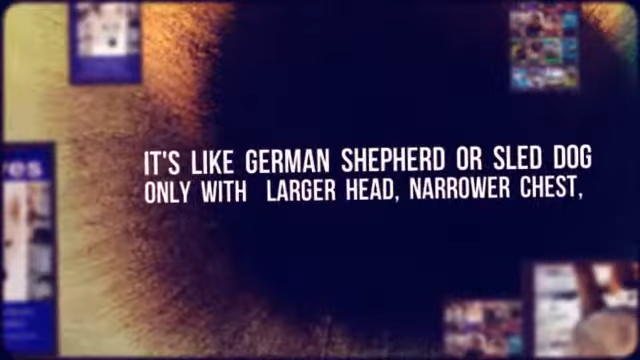 IT'S LIKE GERMAN SHEPHERD OR SLED DOG
ONLY WITH LARGER HEAD, NARROWER CHEST,